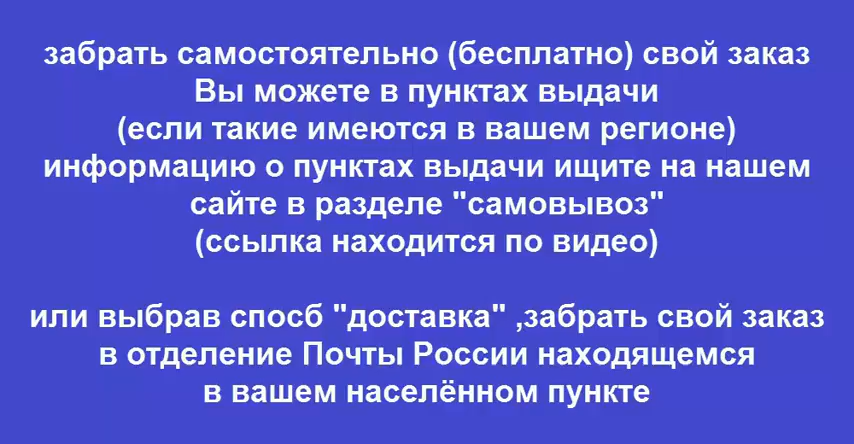 забрать самостоятельно (бесплатно) свой заказ
Вы можете в пунктах выдачи
(если такие имеются в вашем регионе)
информацию о пунктах выдачи ищите на нашем
сайте в разделе "самовывоз"
(ссылка находится по видео)
или выбрав спосб "доставка" ,забрать свой заказ
в отделение Почты России находящемся
в вашем населённом пункте